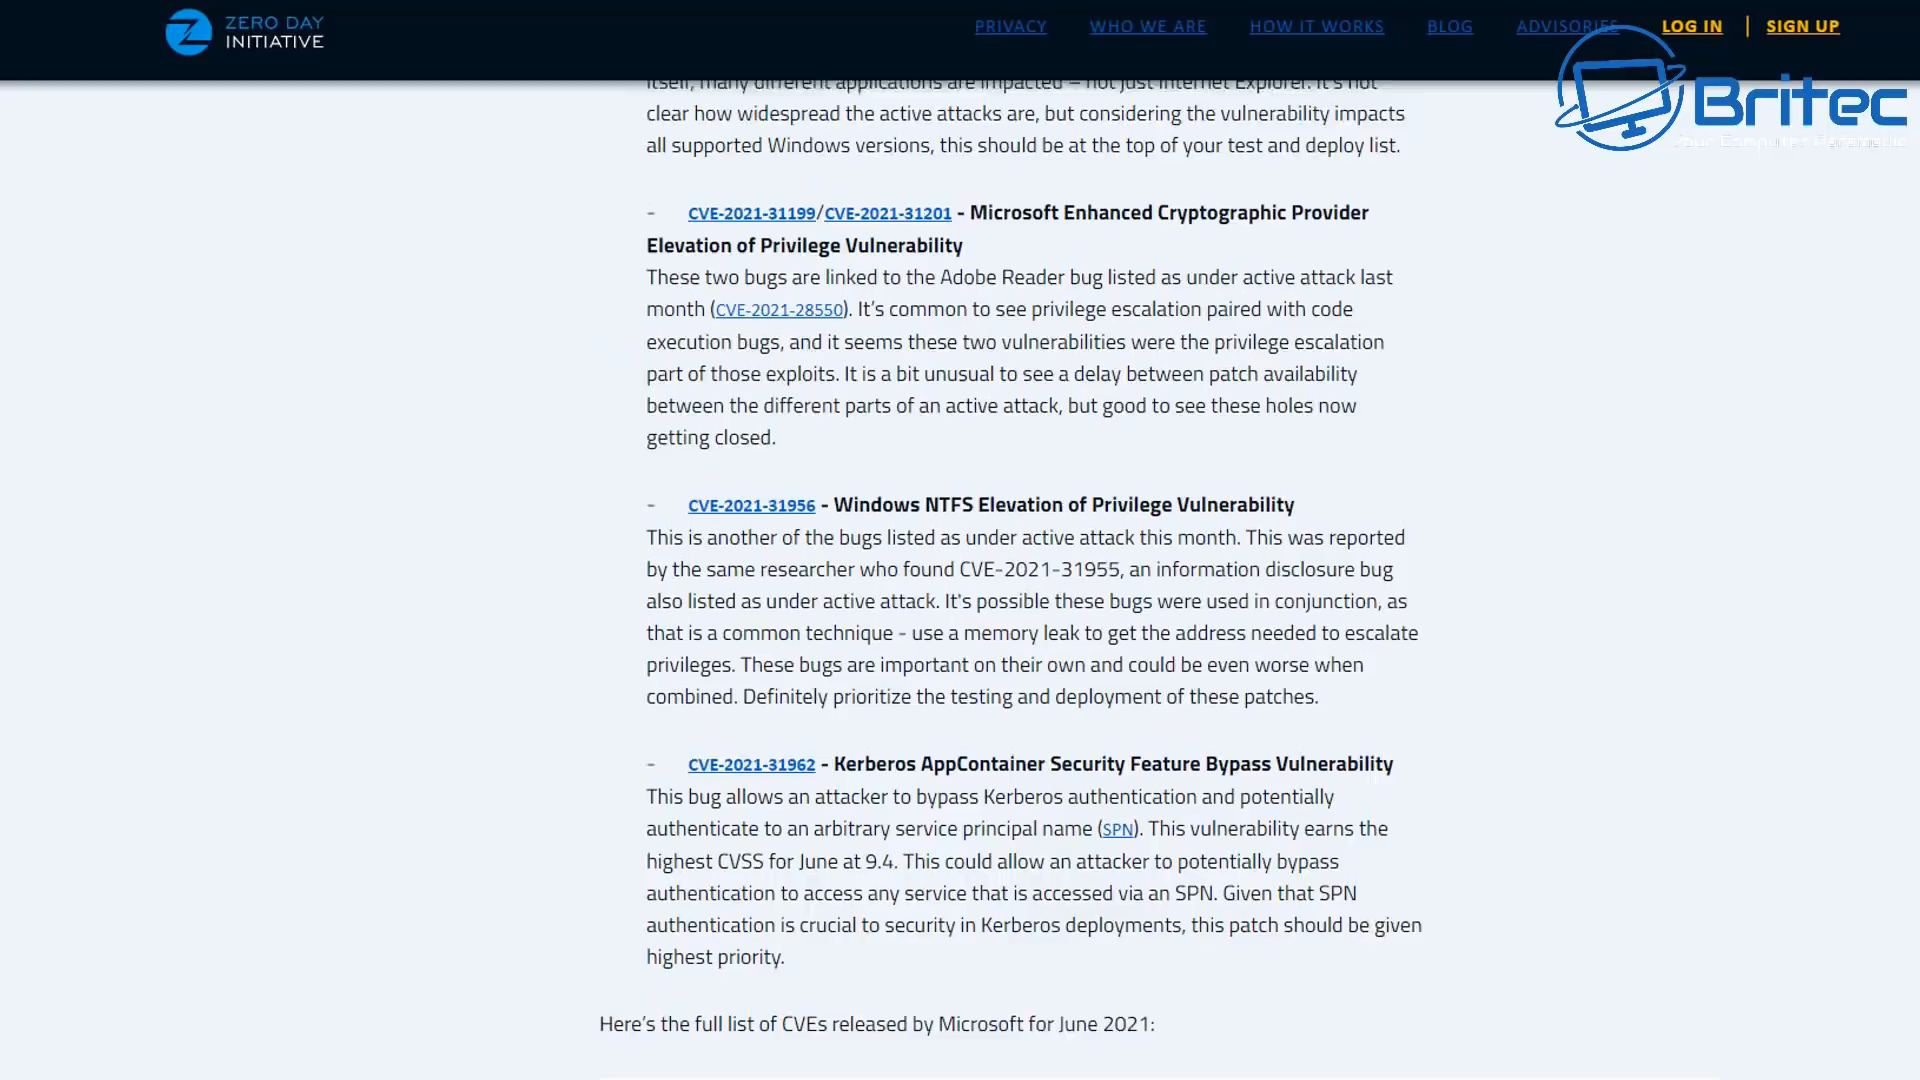 ZERO DAY
INITIATIVE
PRIVACY WHO WE ARE HOW IT WORKS BLOG ADVISORIES LOG IN | SIGN UP
Britec
Your Computer Paramedic
itself, many different applications are impacted – not just Internet Explorer. It's not
clear how widespread the active attacks are, but considering the vulnerability impacts
all supported Windows versions, this should be at the top of your test and deploy list.
- CVE-2021-31199/CVE-2021-31201 - Microsoft Enhanced Cryptographic Provider
Elevation of Privilege Vulnerability
These two bugs are linked to the Adobe Reader bug listed as under active attack last
month (CVE-2021-28550). It’s common to see privilege escalation paired with code
execution bugs, and it seems these two vulnerabilities were the privilege escalation
part of those exploits. It is a bit unusual to see a delay between patch availability
between the different parts of an active attack, but good to see these holes now
getting closed.
- CVE-2021-31956 - Windows NTFS Elevation of Privilege Vulnerability
This is another of the bugs listed as under active attack this month. This was reported
by the same researcher who found CVE-2021-31955, an information disclosure bug
also listed as under active attack. It's possible these bugs were used in conjunction, as
that is a common technique - use a memory leak to get the address needed to escalate
privileges. These bugs are important on their own and could be even worse when
combined. Definitely prioritize the testing and deployment of these patches.
- CVE-2021-31962 - Kerberos AppContainer Security Feature Bypass Vulnerability
This bug allows an attacker to bypass Kerberos authentication and potentially
authenticate to an arbitrary service principal name (SPN). This vulnerability earns the
highest CVSS for June at 9.4. This could allow an attacker to potentially bypass
authentication to access any service that is accessed via an SPN. Given that SPN
authentication is crucial to security in Kerberos deployments, this patch should be given
highest priority.
Here’s the full list of CVEs released by Microsoft for June 2021: